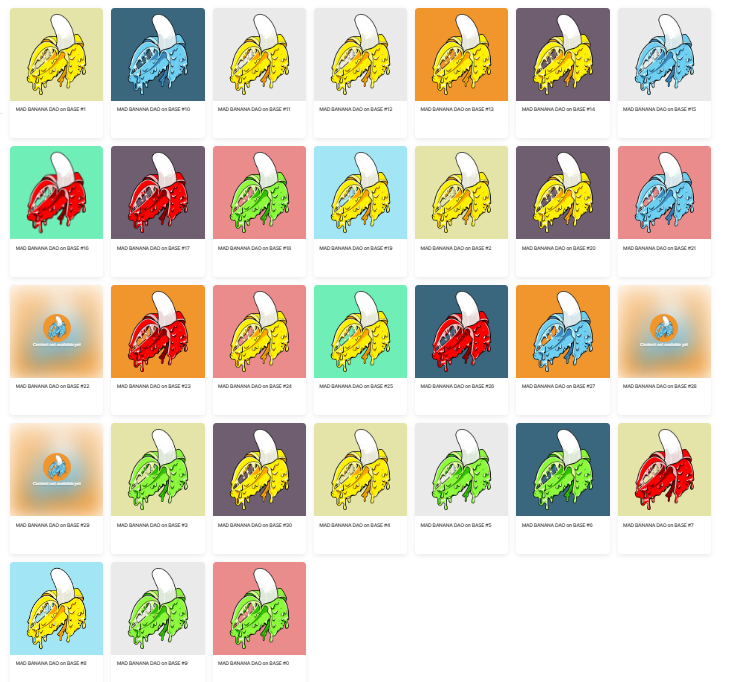 MAD BANANA DAO on BASE #1
MAD BANANA DAO on BASE #10
MAD BANANA DAO on BASE #11
MAD BANANA DAO on BASE #12
MAD BANANA DAO on BASE #13
MAD BANANA DAO on BASE #14
MAD BANANA DAO on BASE #15
MAD BANANA DAO on BASE #16
MAD BANANA DAO on BASE #17
MAD BANANA DAO on BASE #18
MAD BANANA DAO on BASE #19
MAD BANANA DAO on BASE #2
MAD BANANA DAO on BASE #20
MAD BANANA DAO on BASE #21
Content not available yet
MAD BANANA DAO on BASE #22
MAD BANANA DAO on BASE #23
MAD BANANA DAO on BASE #24
MAD BANANA DAO on BASE #25
MAD BANANA DAO on BASE #26
MAD BANANA DAO on BASE #27
Content not available yet
MAD BANANA DAO on BASE #28
Content not available yet
MAD BANANA DAO on BASE #29
MAD BANANA DAO on BASE #3
MAD BANANA DAO on BASE #30
MAD BANANA DAO on BASE #4
MAD BANANA DAO on BASE #5
MAD BANANA DAO on BASE #6
MAD BANANA DAO on BASE #7
MAD BANANA DAO on BASE #8
MAD BANANA DAO on BASE #9
MAD BANANA DAO on BASE #0